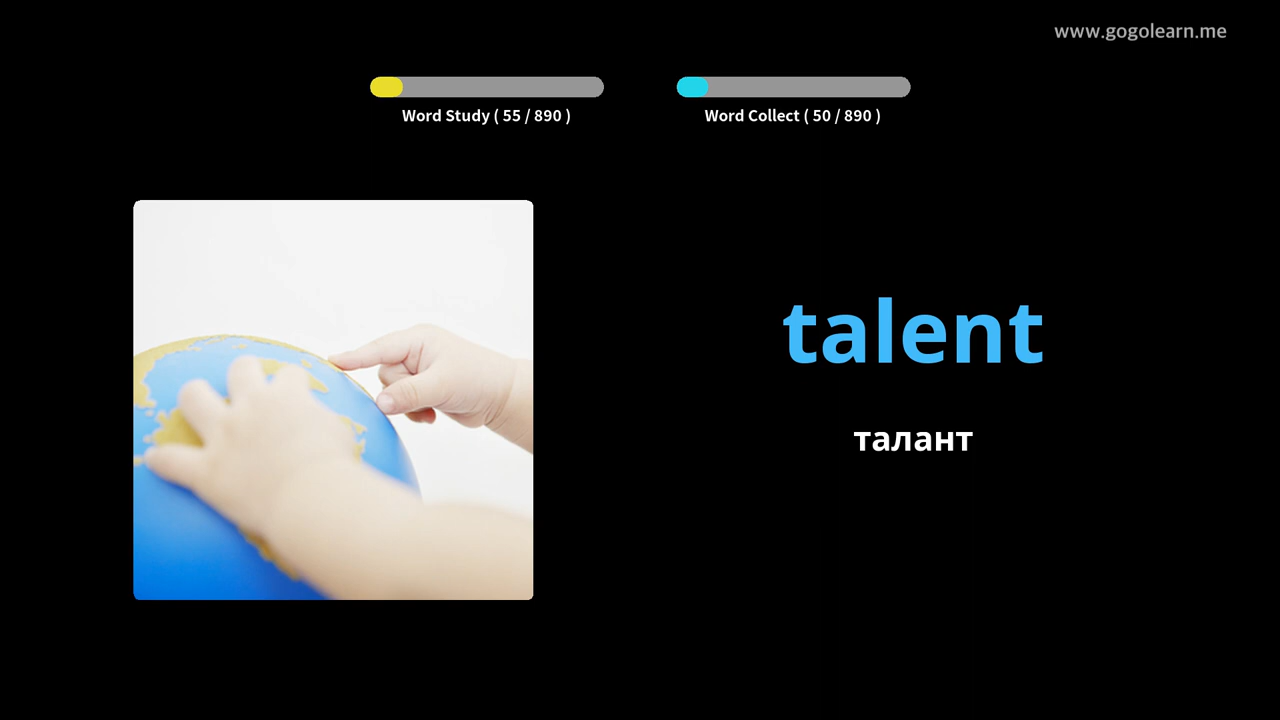 www.gogolearn.me
Word Study ( 55 / 890 )
Word Collect ( 50 / 890 )
talent
талант